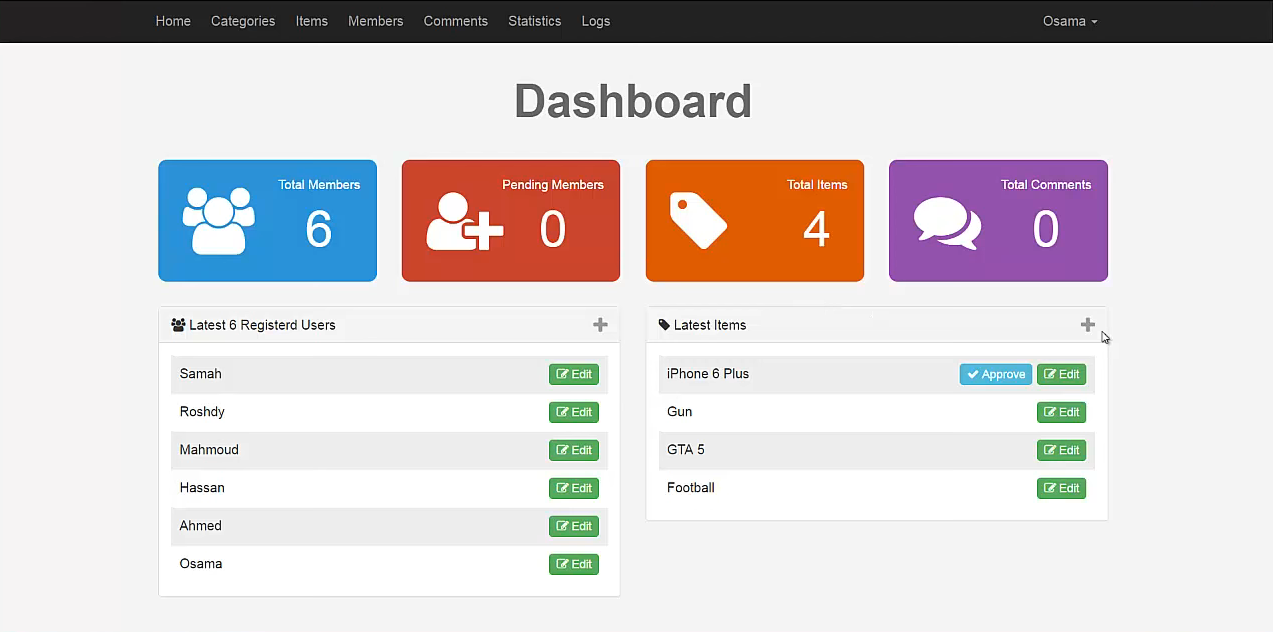 Home Categories Items Members Comments Statistics Logs Osama
Dashboard
Total Members
6
Pending Members
0
Total Items
4
Total Comments
0
Latest 6 Registerd Users
Samah Edit
Roshdy Edit
Mahmoud Edit
Hassan Edit
Ahmed Edit
Osama Edit
Latest Items
iPhone 6 Plus Approve Edit
Gun Edit
GTA 5 Edit
Football Edit